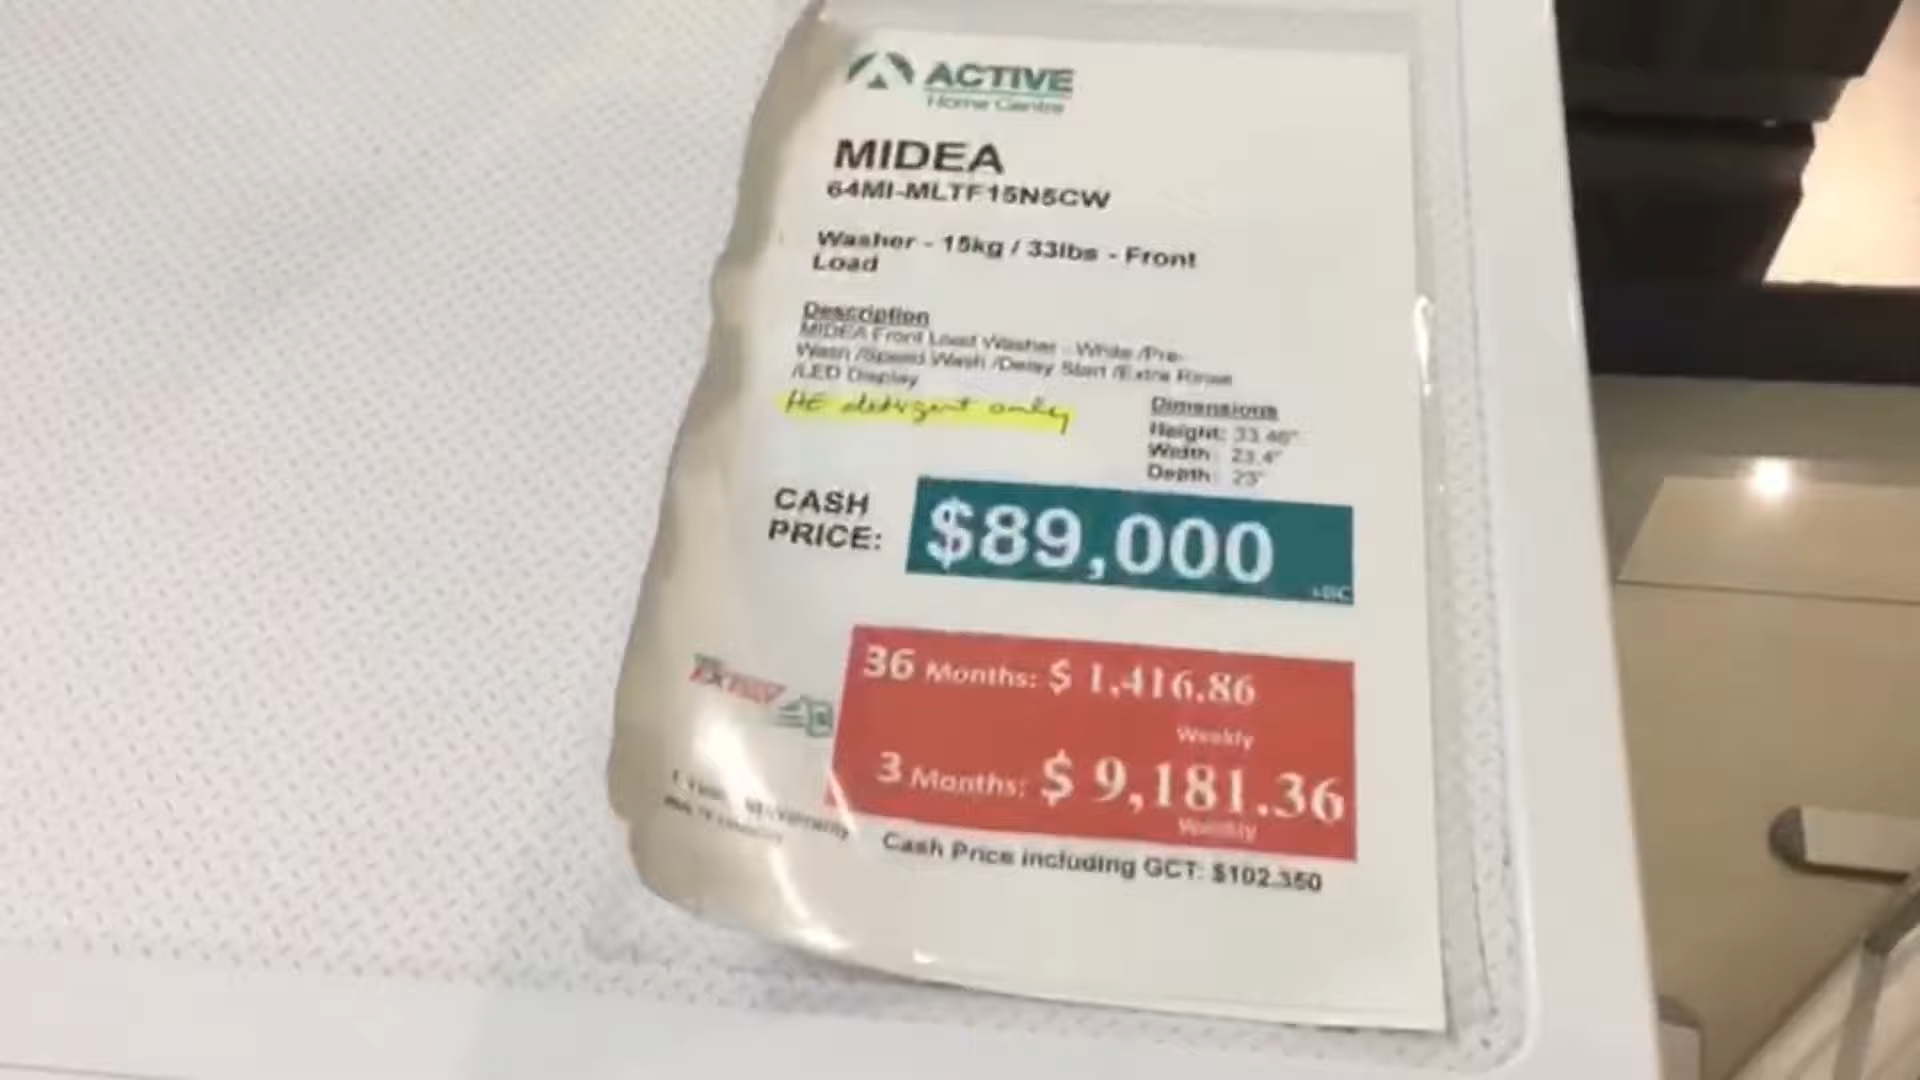 ACTIVE
Home Centre
MIDEA
64MI-MLTF15N5CW
Washer - 15kg / 33lbs - Front
Load
Description
MIDEA Front Load Washer - White /Pre-
Wash /Speed Wash /Delay Start /Extra Rinse
/LED Display
HE detergent only
Dimensions
Height: 33.46"
Width: 23.4"
Depth: 23"
CASH
PRICE:
$89,000
36 Months: $ 1,416.86
Weekly
3 Months: $ 9,181.36
Weekly
Warranty
Cash Price including GCT: $102,350